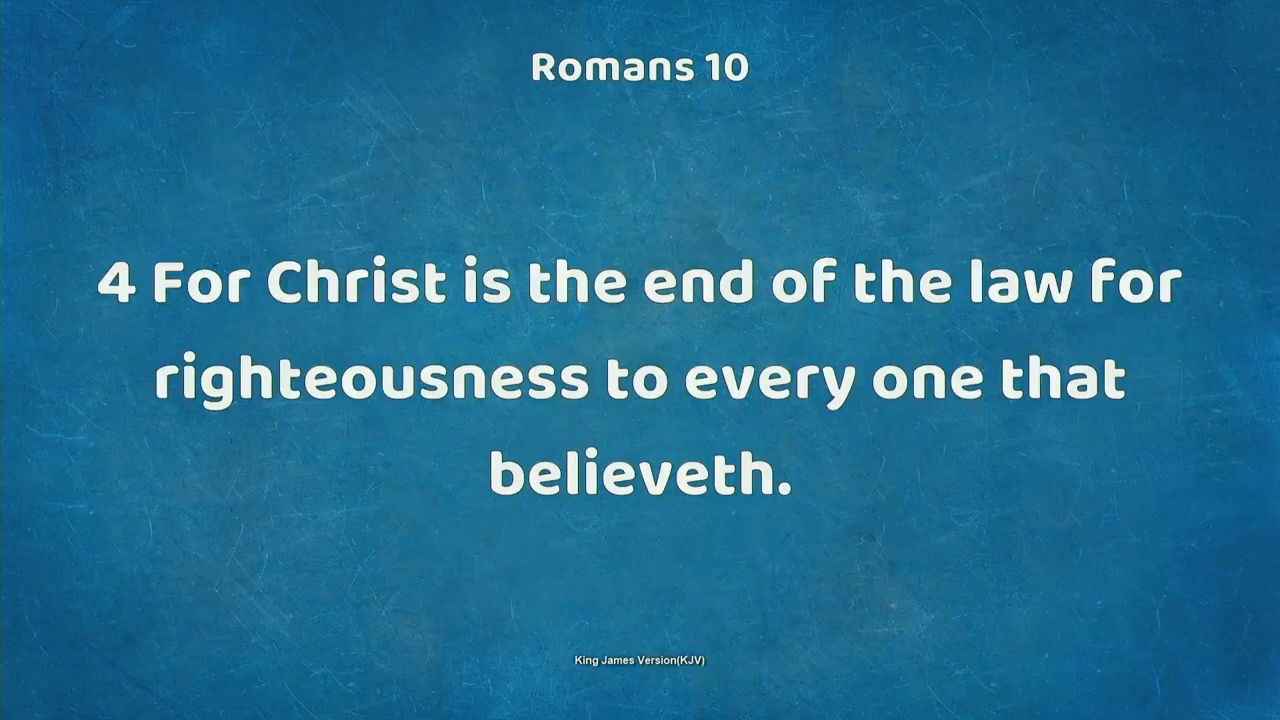 Romans 10
4 For Christ is the end of the law for
righteousness to every one that
believeth.
King James Version(KJV)